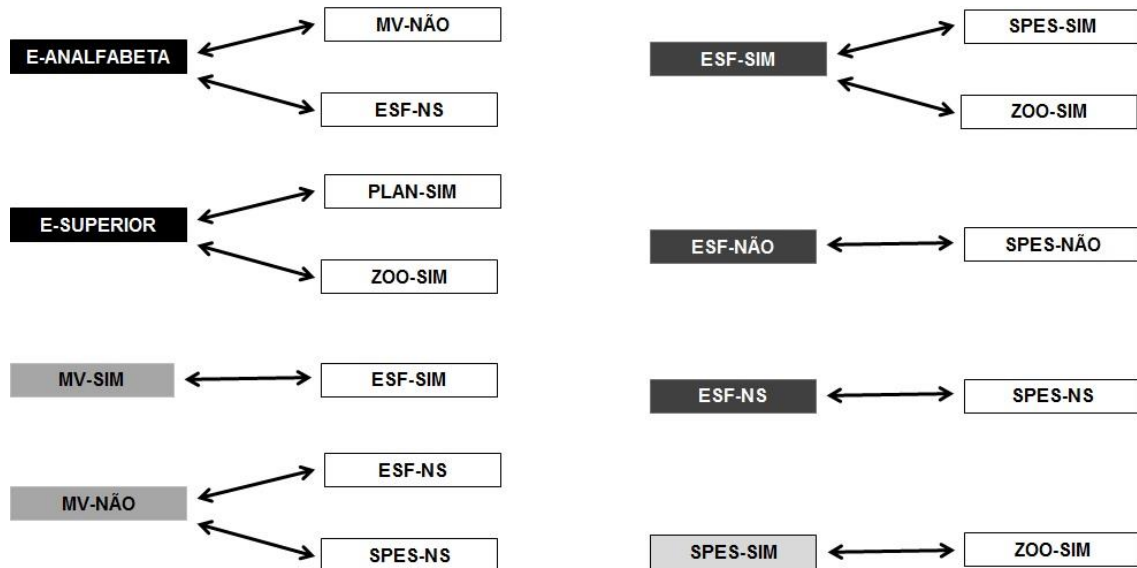 E-ANALFABETA
MV-NÃO
ESF-NS
E-SUPERIOR
PLAN-SIM
ZOO-SIM
MV-SIM
ESF-SIM
MV-NÃO
ESF-NS
SPES-NS
ESF-SIM
SPES-SIM
ZOO-SIM
ESF-NÃO
SPES-NÃO
ESF-NS
SPES-NS
SPES-SIM
ZOO-SIM